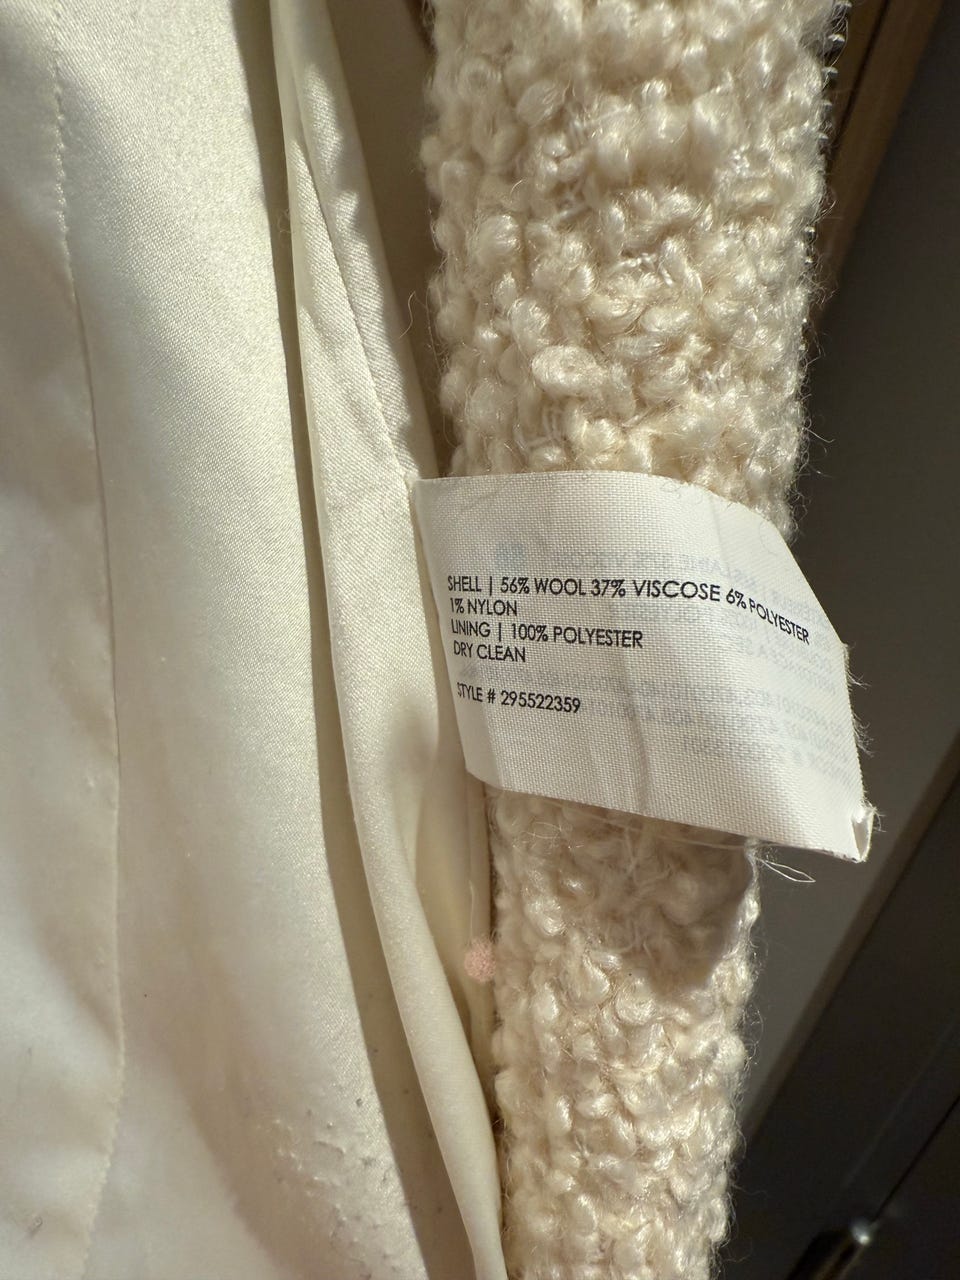 SHELL | 56% WOOL 37% VISCOSE 6% POLYESTER
1% NYLON
LINING | 100% POLYESTER
DRY CLEAN
STYLE # 295522359